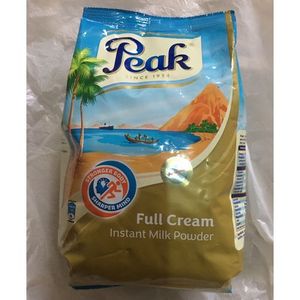 Peak
SINCE 1954
STRONGER BODY
SHARPER MIND
Full Cream
Instant Milk Powder